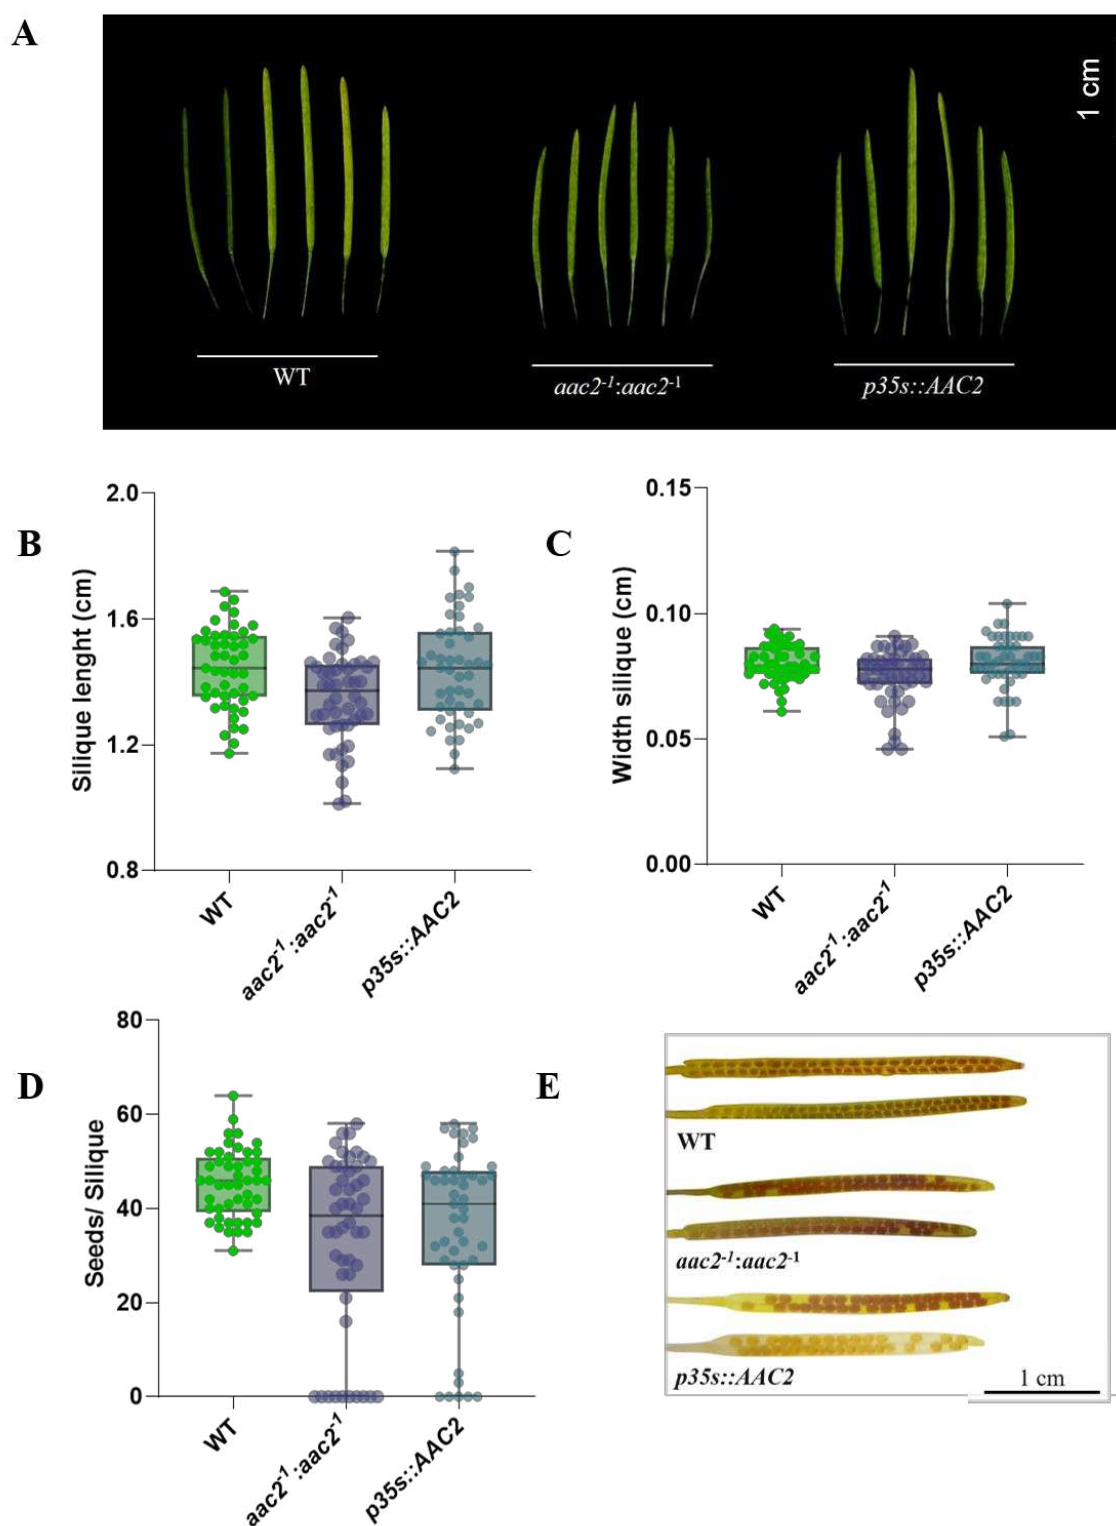 A
1 cm
WT
aac2⁻¹:aac2⁻¹
p35s::AAC2
B
Silique lenght (cm)
2.0
1.6
1.2
0.8
WT
aac2⁻¹:aac2⁻¹
p35s::AAC2
C
Width silique (cm)
0.15
0.10
0.05
0.00
WT
aac2⁻¹:aac2⁻¹
p35s::AAC2
D
Seeds/ Silique
80
60
40
20
0
WT
aac2⁻¹:aac2⁻¹
p35s::AAC2
E
WT
aac2⁻¹:aac2⁻¹
p35s::AAC2
1 cm